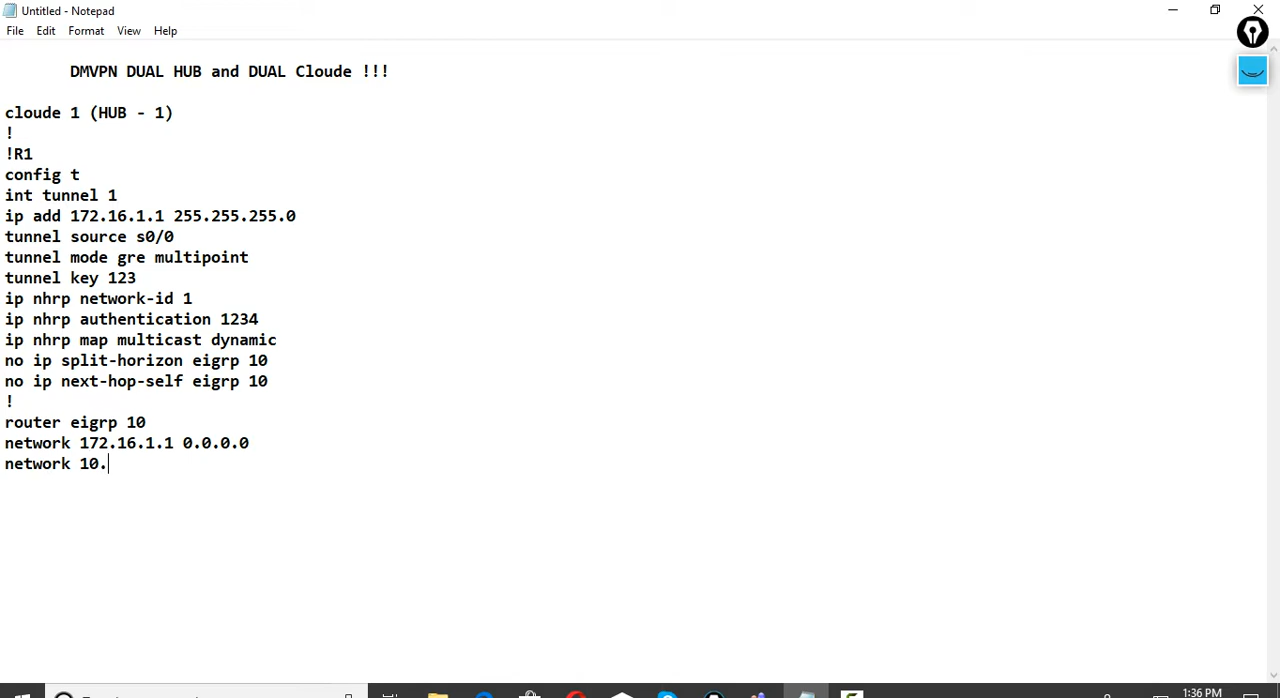 Untitled - Notepad
File Edit Format View Help
DMVPN DUAL HUB and DUAL Cloude !!!
cloude 1 (HUB - 1)
!
!R1
config t
int tunnel 1
ip add 172.16.1.1 255.255.255.0
tunnel source s0/0
tunnel mode gre multipoint
tunnel key 123
ip nhrp network-id 1
ip nhrp authentication 1234
ip nhrp map multicast dynamic
no ip split-horizon eigrp 10
no ip next-hop-self eigrp 10
!
router eigrp 10
network 172.16.1.1 0.0.0.0
network 10.
1:36 PM